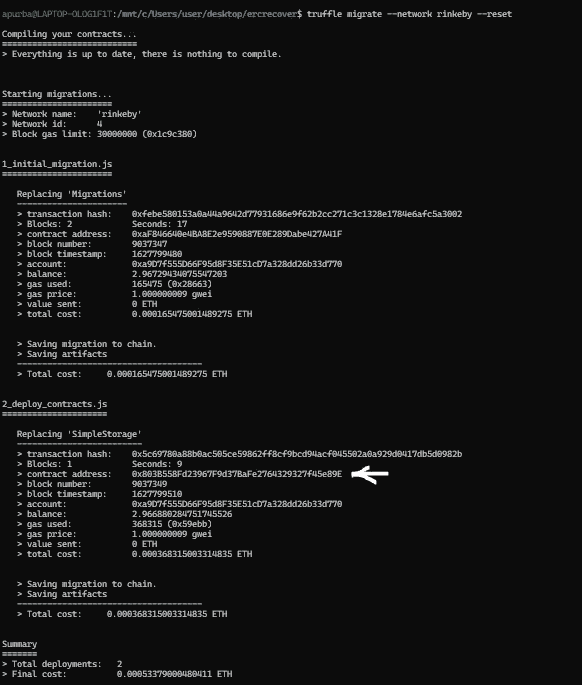 apurba@LAPTOP-OLOG1F1T:/mnt/c/Users/user/desktop/ercrecover$ truffle migrate --network rinkeby --reset
Compiling your contracts...
===========================
> Everything is up to date, there is nothing to compile.
Starting migrations...
======================
> Network name:    'rinkeby'
> Network id:      4
> Block gas limit: 30000000 (0x1c9c380)
1_initial_migration.js
======================
   Replacing 'Migrations'
   ----------------------
   > transaction hash:    0xfebe580153a0a44a9642d77931686e9f62b2cc271c3c1328e1784e6afc5a3002
   > Blocks: 2            Seconds: 17
   > contract address:    0xaF846640e4BA8E2e9590887E0E289Dabe427A41F
   > block number:        9037347
   > block timestamp:     1627799480
   > account:             0xa9D7f555D66F95d8F35E51cD7a328dd26b33d770
   > balance:             2.96729434075547203
   > gas used:            165475 (0x28663)
   > gas price:           1.000000009 gwei
   > value sent:          0 ETH
   > total cost:          0.000165475001489275 ETH
   > Saving migration to chain.
   > Saving artifacts
   -------------------------------------
   > Total cost:     0.000165475001489275 ETH
2_deploy_contracts.js
=====================
   Replacing 'SimpleStorage'
   -------------------------
   > transaction hash:    0x5c69780a88b0ac505ce59862ff8cf9bcd94acf045502a0a929d0417db5d0982b
   > Blocks: 1            Seconds: 9
   > contract address:    0x803B558Fd23967F9d37BaFe2764329327f45e89E
   > block number:        9037349
   > block timestamp:     1627799510
   > account:             0xa9D7f555D66F95d8F35E51cD7a328dd26b33d770
   > balance:             2.966880284751745526
   > gas used:            368315 (0x59ebb)
   > gas price:           1.000000009 gwei
   > value sent:          0 ETH
   > total cost:          0.000368315003314835 ETH
   > Saving migration to chain.
   > Saving artifacts
   -------------------------------------
   > Total cost:     0.000368315003314835 ETH
Summary
=======
> Total deployments:   2
> Final cost:          0.00053379000480411 ETH